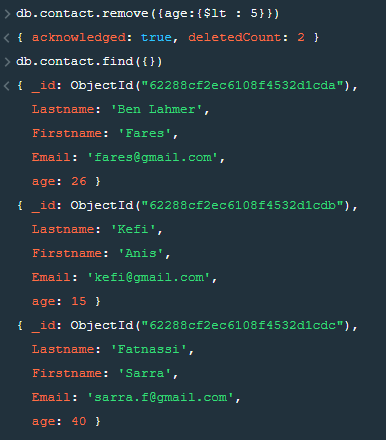 > db.contact.remove({age:{$lt : 5}})
< { acknowledged: true, deletedCount: 2 }
> db.contact.find({})
< { _id: ObjectId("62288cf2ec6108f4532d1cda"),
Lastname: 'Ben Lahmer',
Firstname: 'Fares',
Email: 'fares@gmail.com',
age: 26 }
{ _id: ObjectId("62288cf2ec6108f4532d1cdb"),
Lastname: 'Kefi',
Firstname: 'Anis',
Email: 'kefi@gmail.com',
age: 15 }
{ _id: ObjectId("62288cf2ec6108f4532d1cdc"),
Lastname: 'Fatnassi',
Firstname: 'Sarra',
Email: 'sarra.f@gmail.com',
age: 40 }